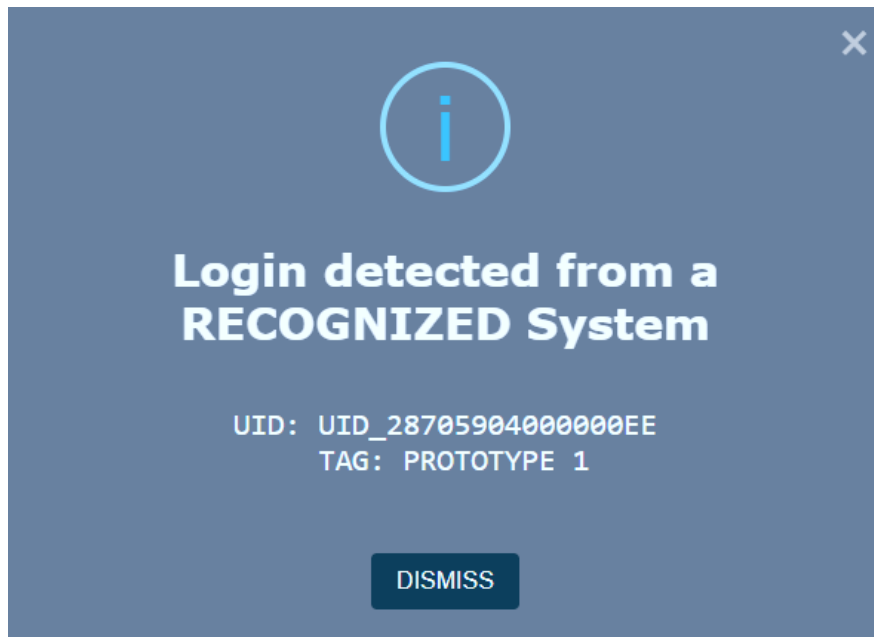 Login detected from a
RECOGNIZED System
UID: UID_28705904000000EE
TAG: PROTOTYPE 1
DISMISS